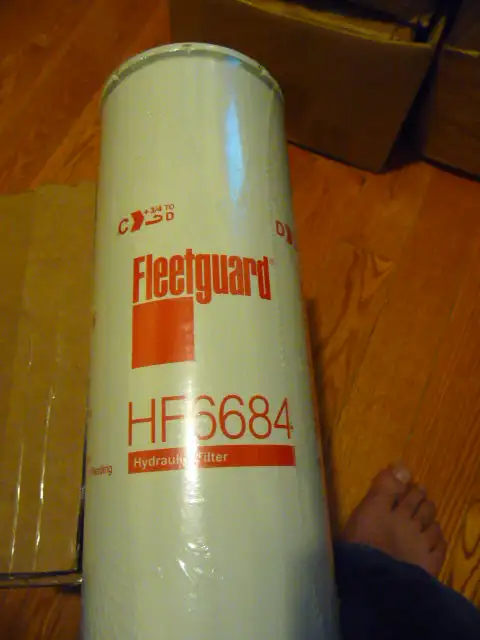 C +3/4 TO D
D
Fleetguard
HF6684
Hydraulic Filter